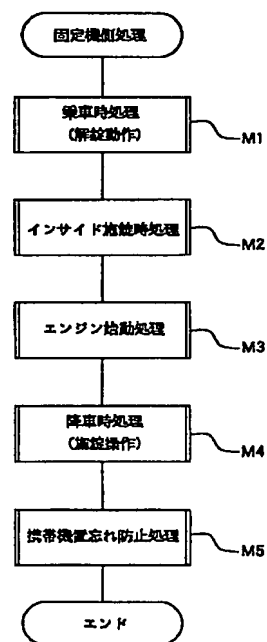 固定機側処理
乗車時処理
(解錠動作)
M1
インサイド施錠時処理
M2
エンジン始動処理
M3
降車時処理
(施錠操作)
M4
携帯機置忘れ防止処理
M5
エンド